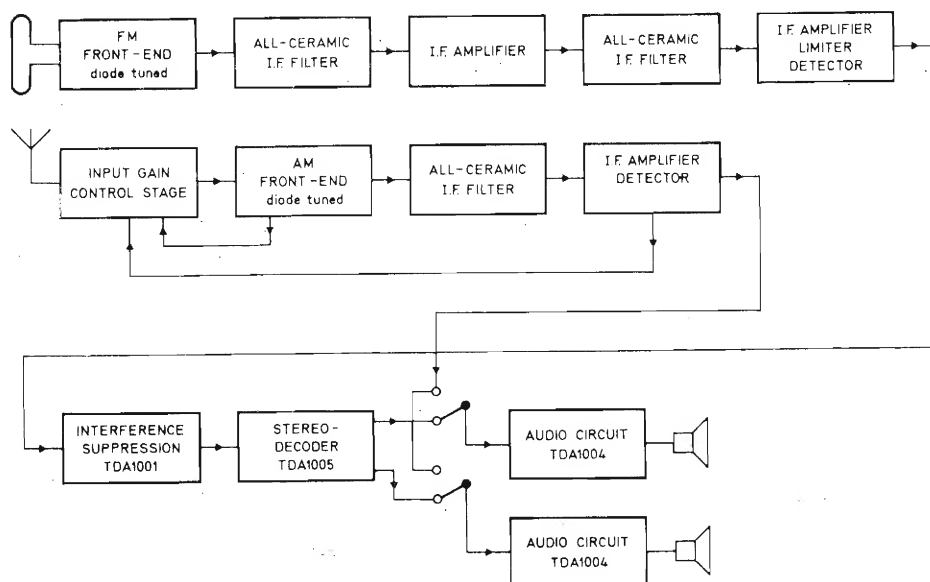 FM
FRONT-END
diode tuned
ALL-CERAMIC
I.F. FILTER
I.F. AMPLIFIER
ALL-CERAMIC
I.F. FILTER
I.F. AMPLIFIER
LIMITER
DETECTOR
INPUT GAIN
CONTROL STAGE
AM
FRONT-END
diode tuned
ALL-CERAMIC
I.F. FILTER
I.F. AMPLIFIER
DETECTOR
INTERFERENCE
SUPPRESSION
TDA1001
STEREO-
DECODER
TDA1005
AUDIO CIRCUIT
TDA1004
AUDIO CIRCUIT
TDA1004